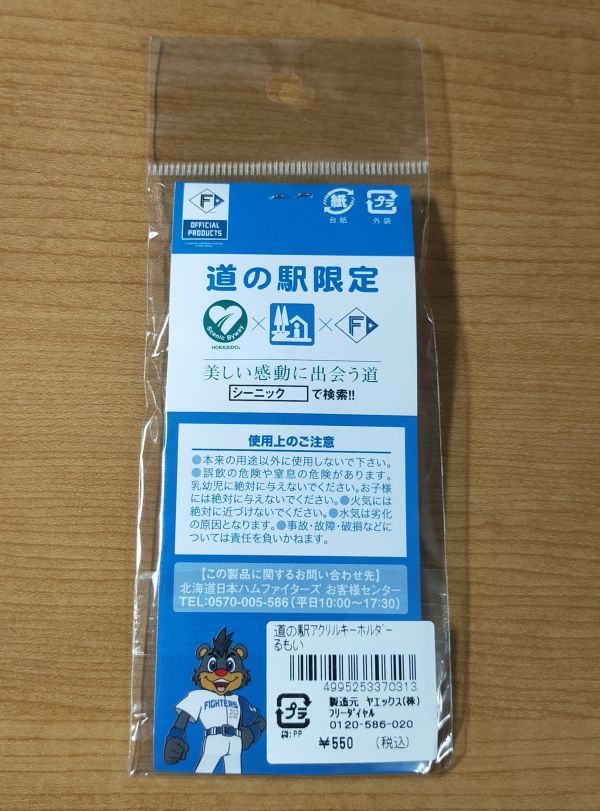 F
OFFICIAL
PRODUCTS
紙
台紙
プラ
外袋
道の駅限定
Scenic Byway
HOKKAIDO
×
×
F
美しい感動に出会う道
シーニック で検索!!
使用上のご注意
●本来の用途以外に使用しないで下さい。
●誤飲の危険や窒息の危険があります。
乳幼児に絶対に与えないでください。お子様
には絶対に与えないでください。●火気には
絶対に近づけないでください。●水気は劣化
の原因となります。●事故・故障・破損などに
ついては責任を負いかねます。
【この製品に関するお問い合わせ先】
北海道日本ハムファイターズ お客様センター
TEL:0570-005-586(平日10:00〜17:30)
FIGHTERS
212
道の駅アクリルキーホルダー
るもい
4995253370313
プラ
袋:PP
製造元 ヤエックス(株)
フリーダイヤル
0120-586-020
¥550 (税込)